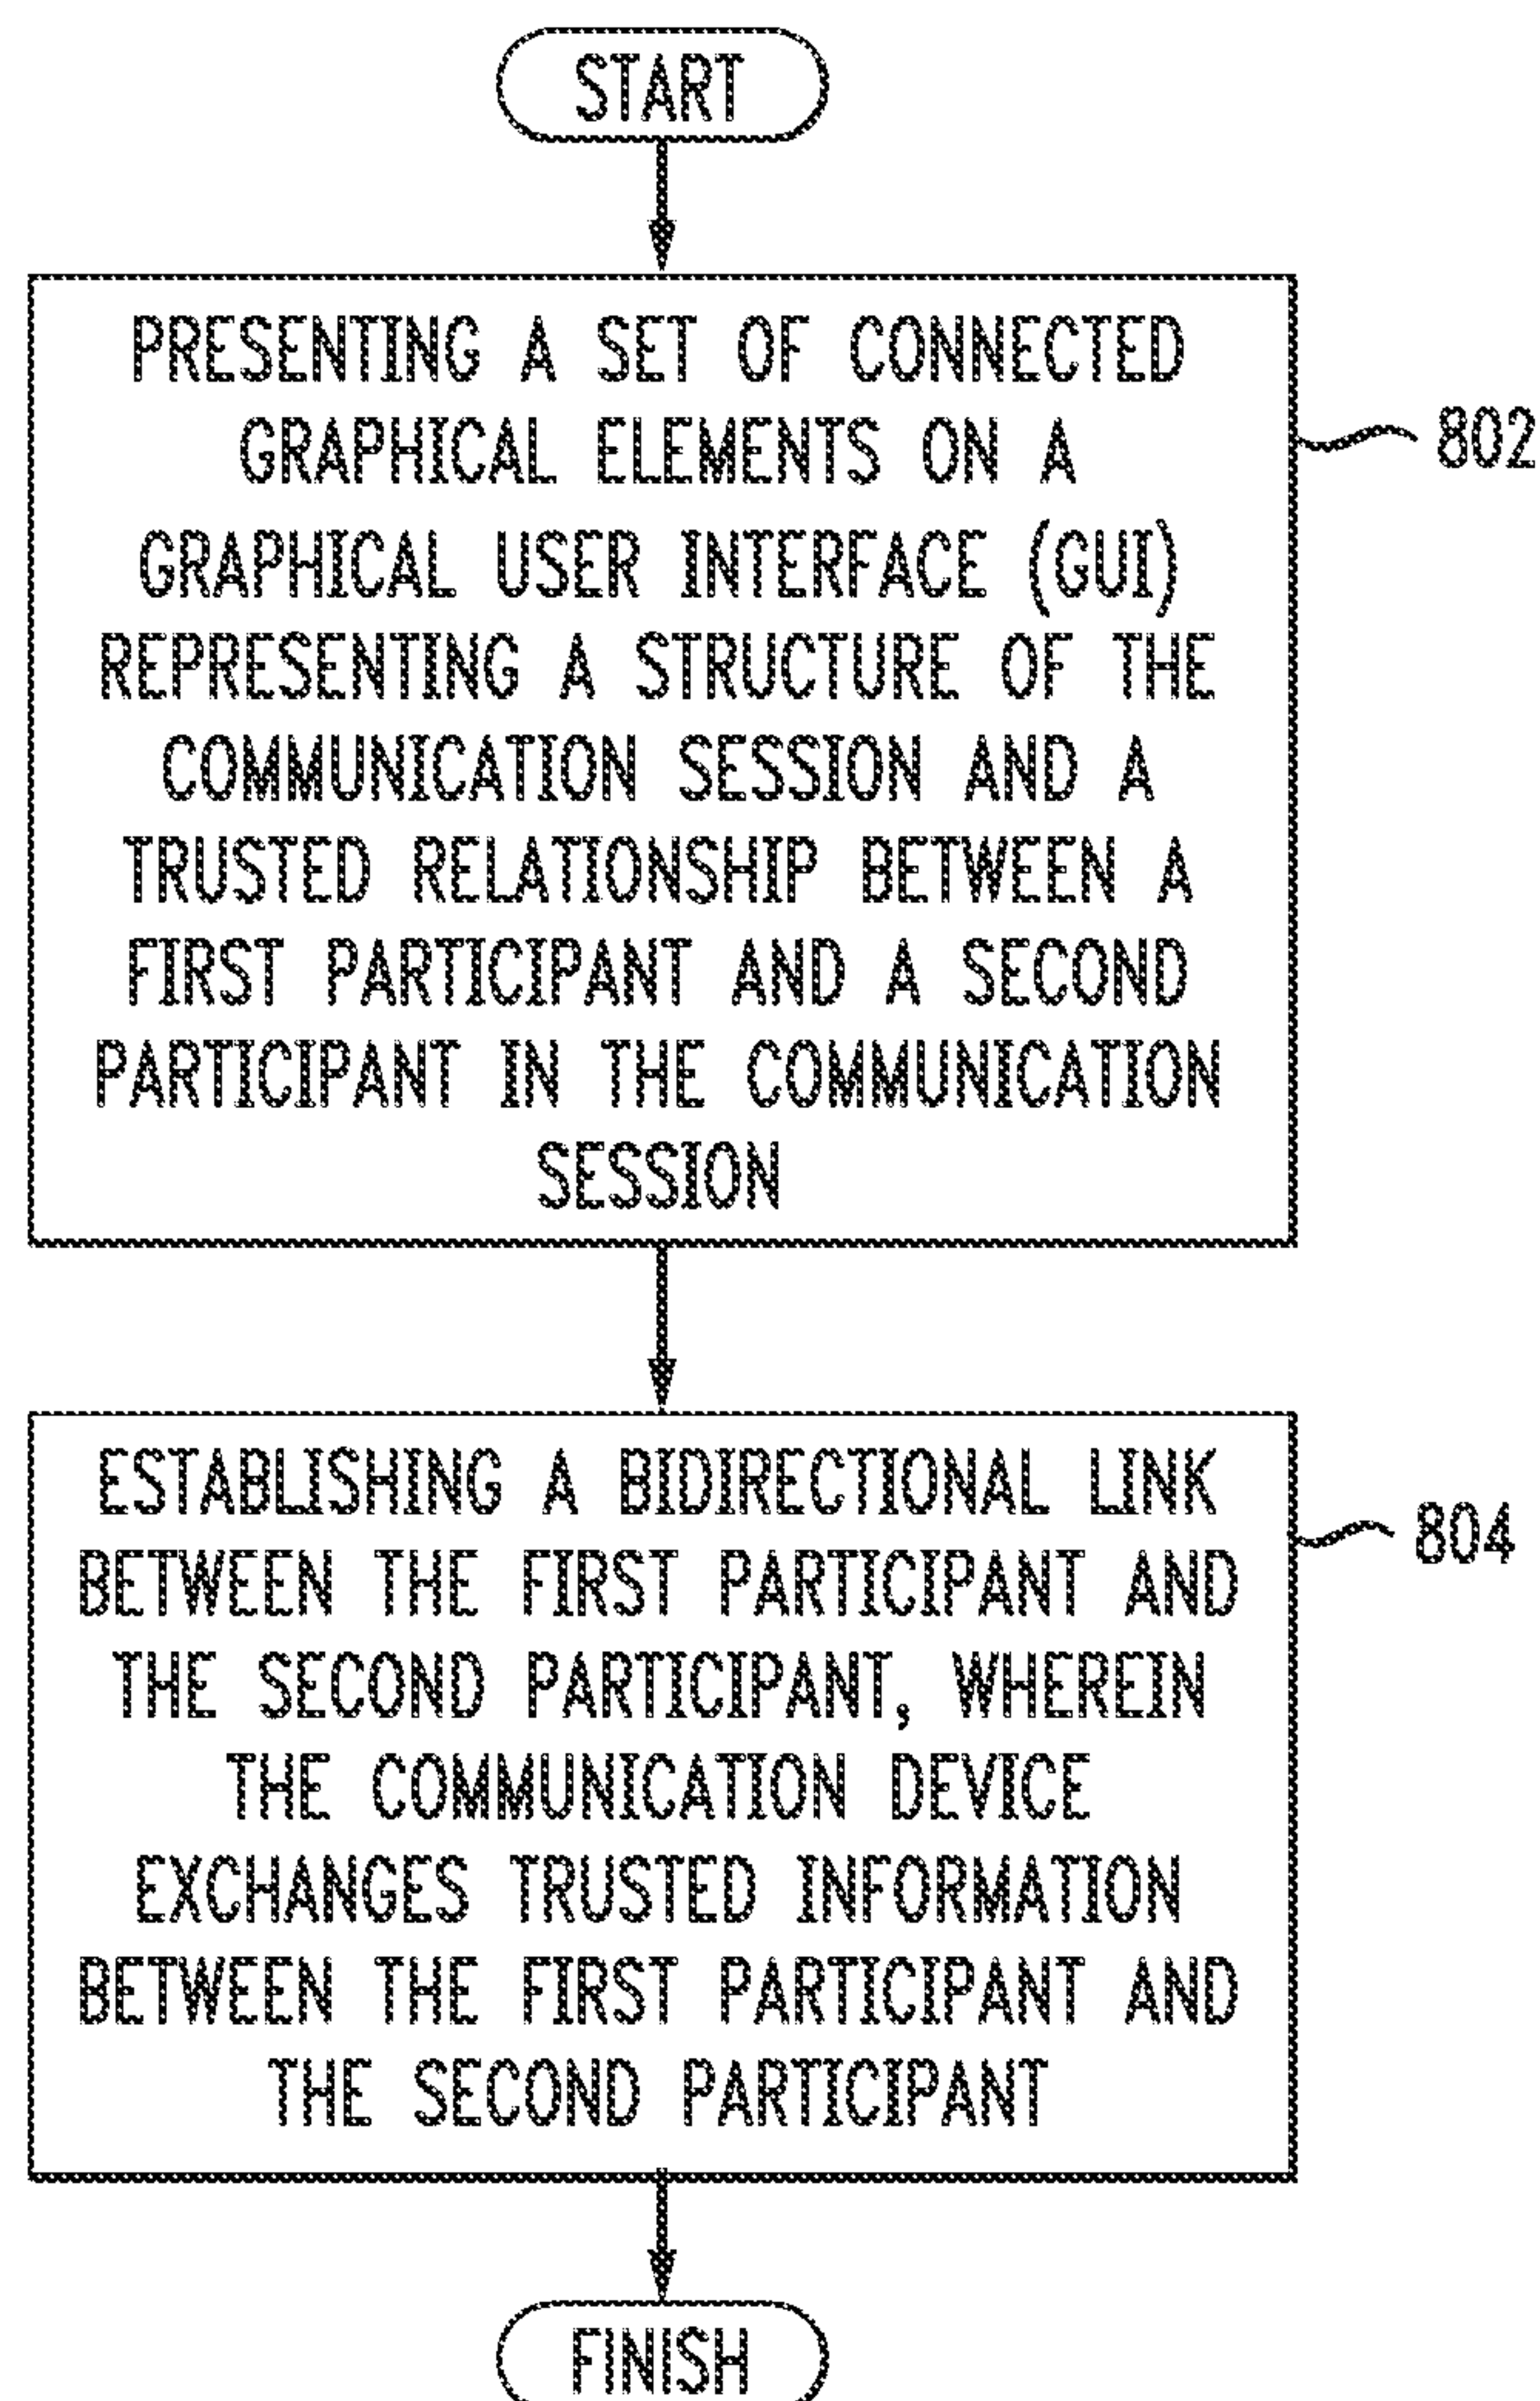 START
PRESENTING A SET OF CONNECTED
GRAPHICAL ELEMENTS ON A
GRAPHICAL USER INTERFACE (GUI)
REPRESENTING A STRUCTURE OF THE
COMMUNICATION SESSION AND A
TRUSTED RELATIONSHIP BETWEEN A
FIRST PARTICIPANT AND A SECOND
PARTICIPANT IN THE COMMUNICATION
SESSION
802
ESTABLISHING A BIDIRECTIONAL LINK
BETWEEN THE FIRST PARTICIPANT AND
THE SECOND PARTICIPANT, WHEREIN
THE COMMUNICATION DEVICE
EXCHANGES TRUSTED INFORMATION
BETWEEN THE FIRST PARTICIPANT AND
THE SECOND PARTICIPANT
804
FINISH